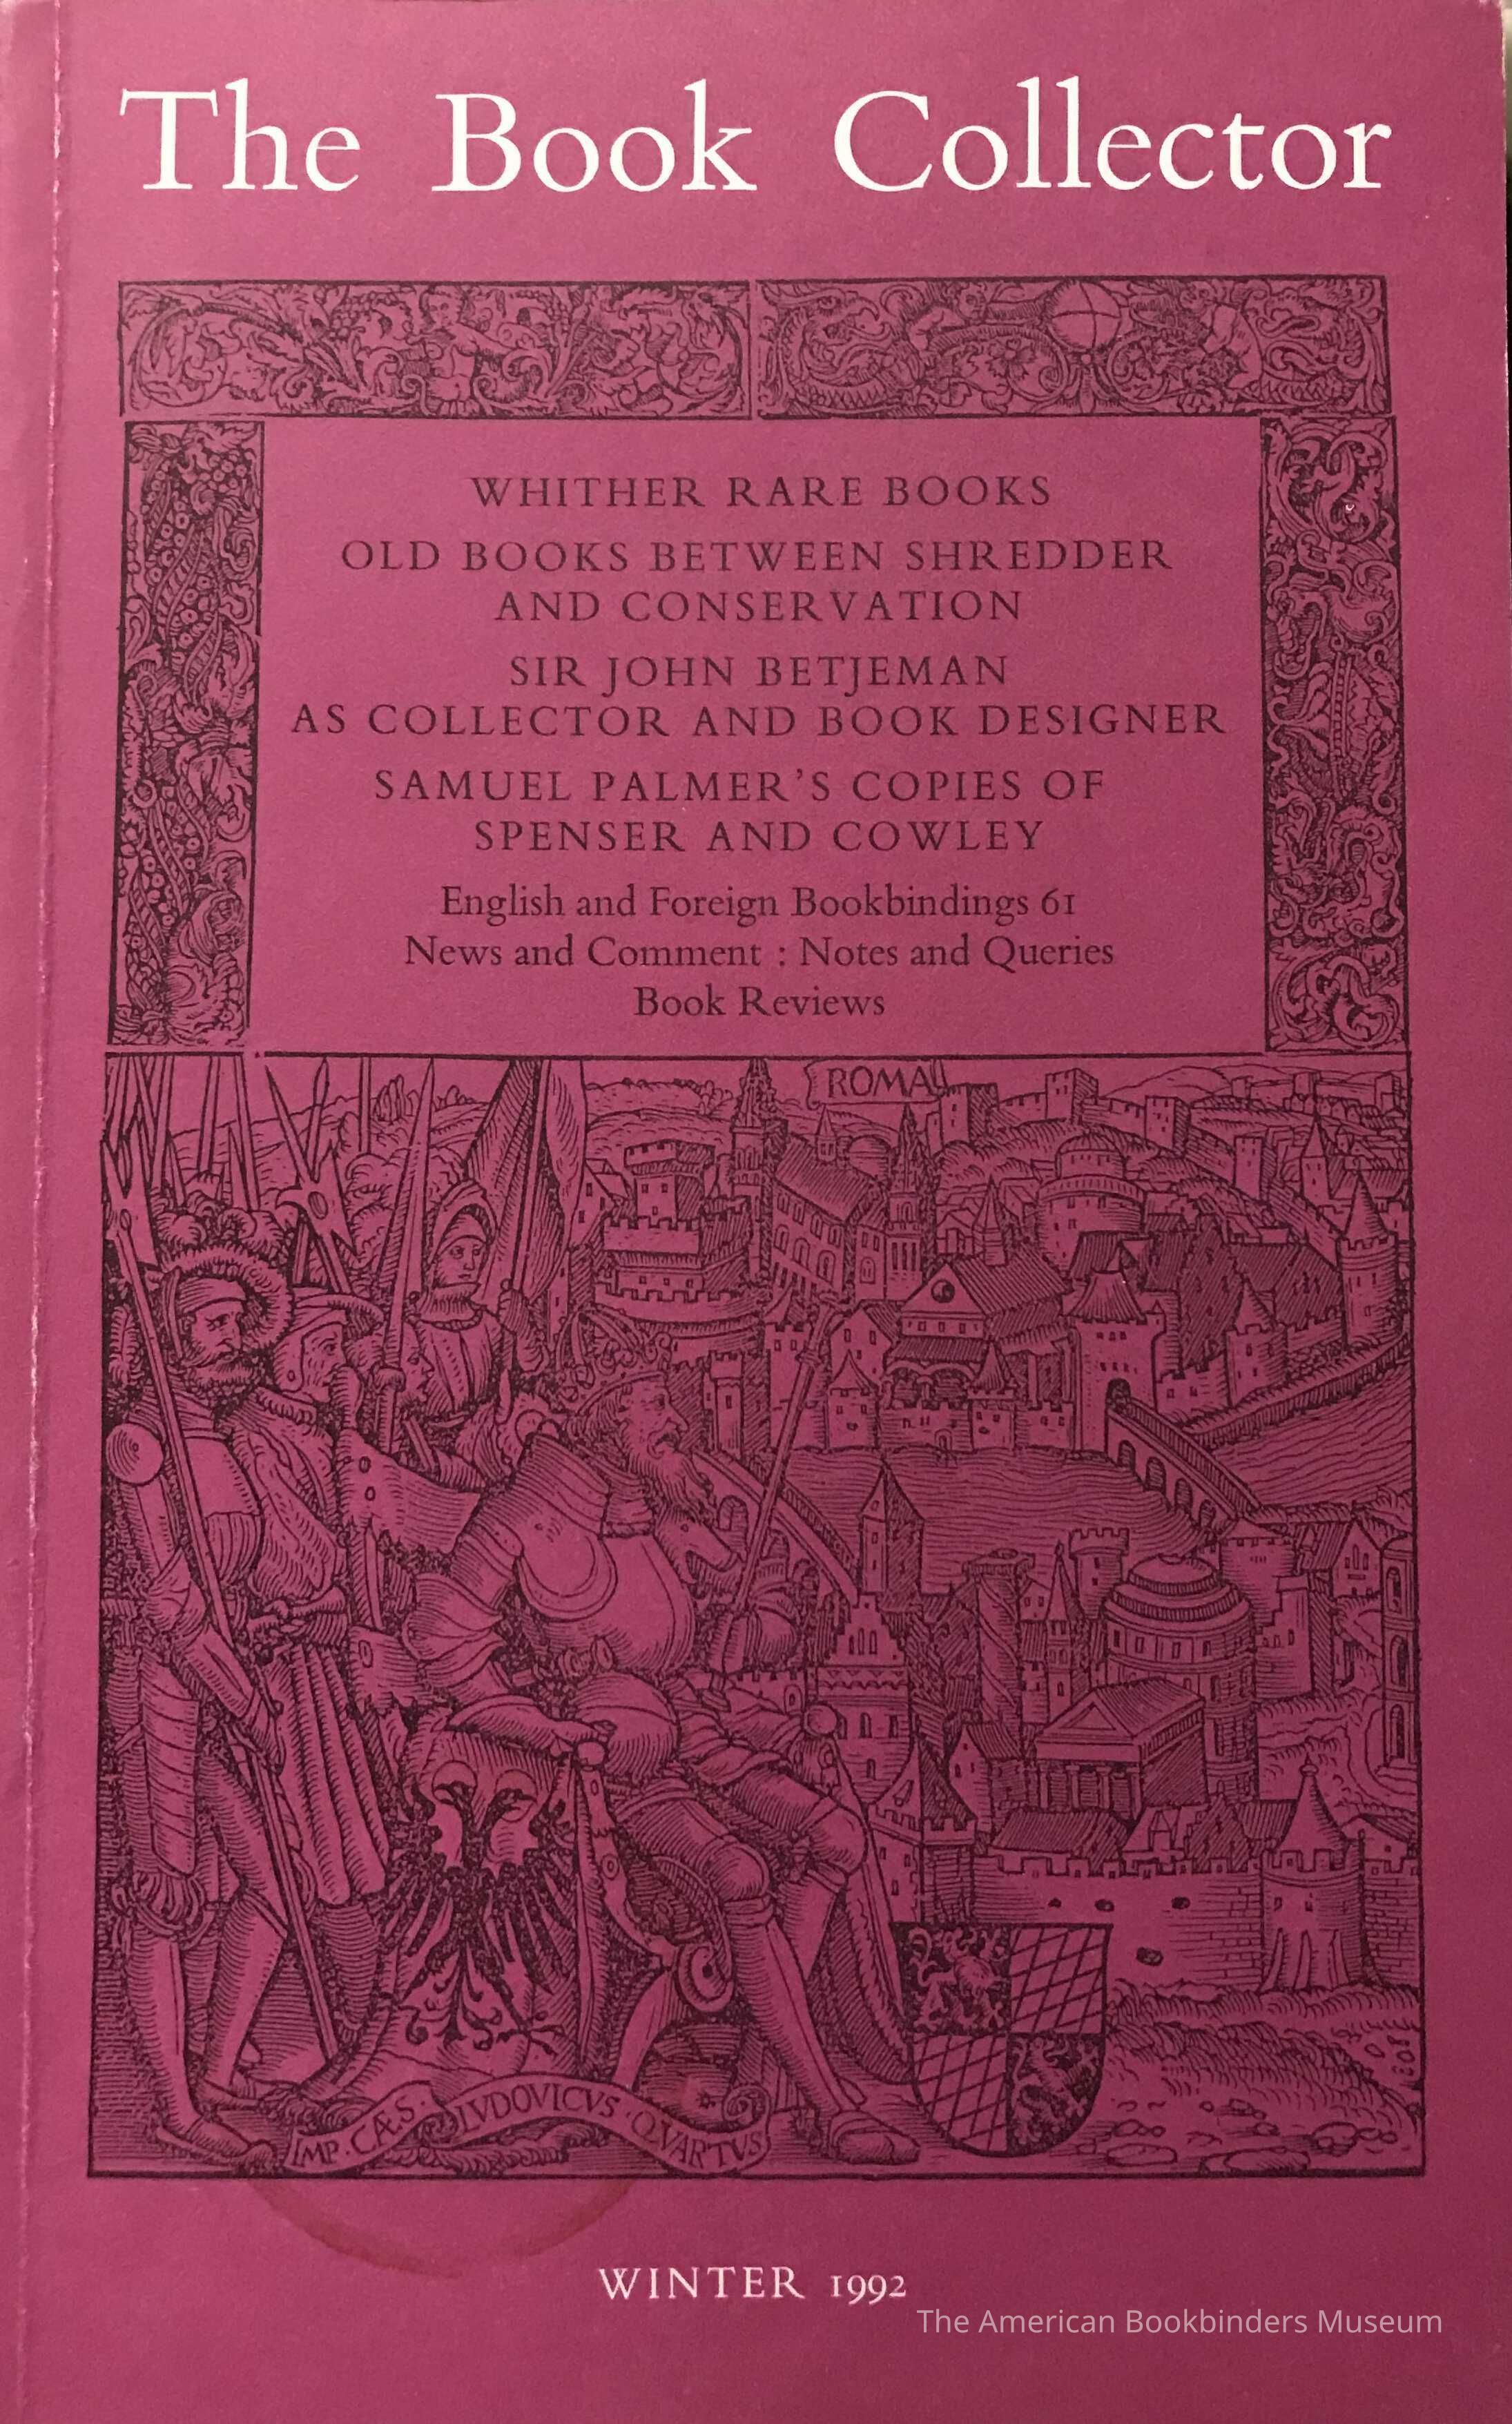 The Book Collector
WHITHER RARE BOOKS
OLD BOOKS BETWEEN SHREDDER
AND CONSERVATION
SIR JOHN BETJEMAN
AS COLLECTOR AND BOOK DESIGNER
SAMUEL PALMER'S COPIES OF
SPENSER AND COWLEY
English and Foreign Bookbindings 61
News and Comment : Notes and Queries
Book Reviews
ROMA
IMP · CÆS · LVDOVICVS · QVARTVS
WINTER 1992
The American Bookbinders Museum